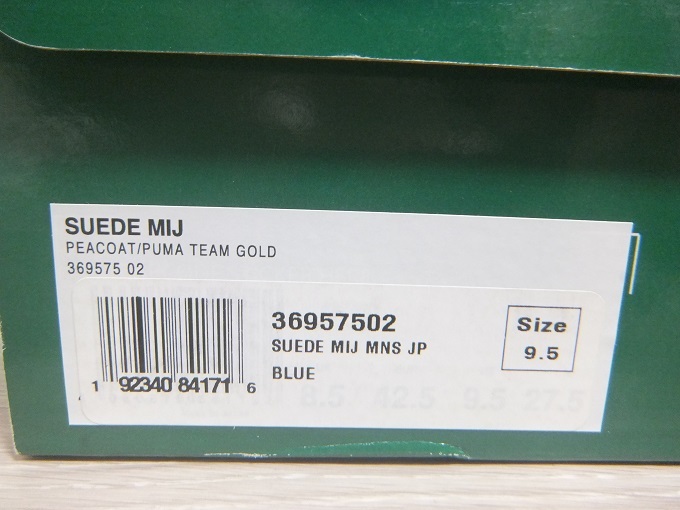 SUEDE MIJ
PEACOAT/PUMA TEAM GOLD
369575 02
36957502
SUEDE MIJ MNS JP
BLUE
Size
9.5
1 92340 84171 6
8.5 42.5 9.5 27.5